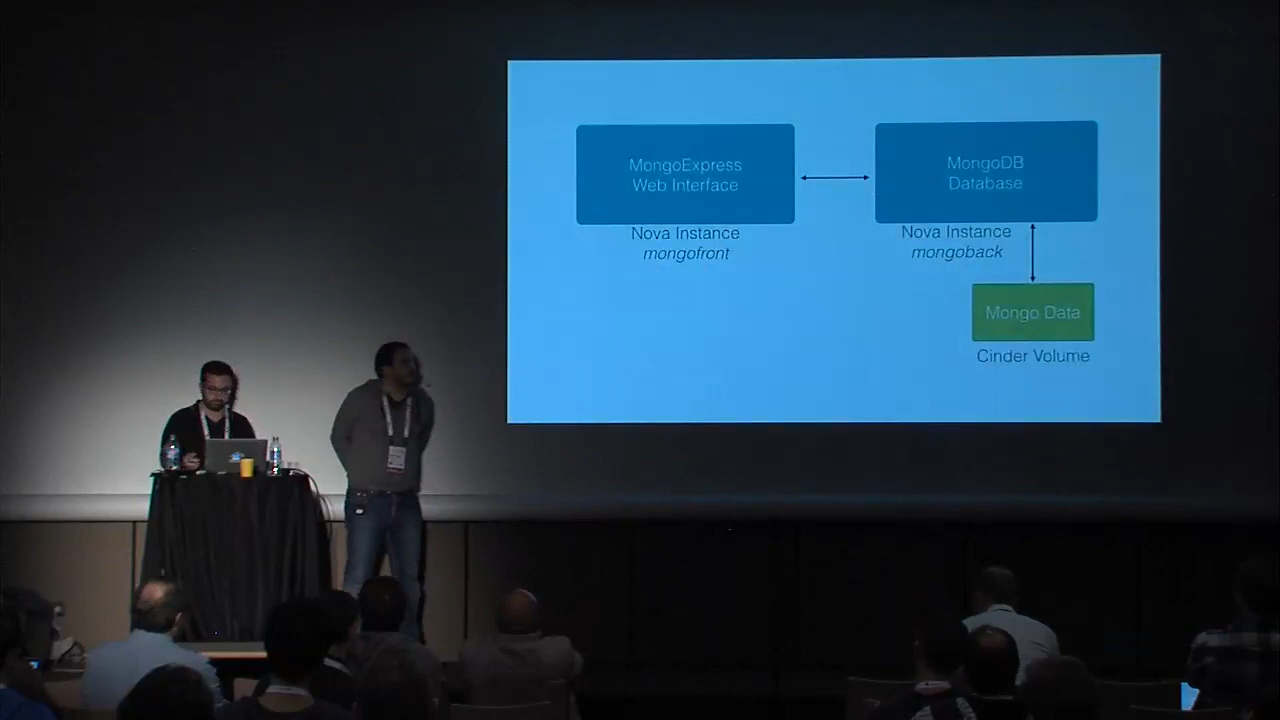 MongoExpress
Web Interface
Nova Instance
mongofront
MongoDB
Database
Nova Instance
mongoback
Mongo Data
Cinder Volume